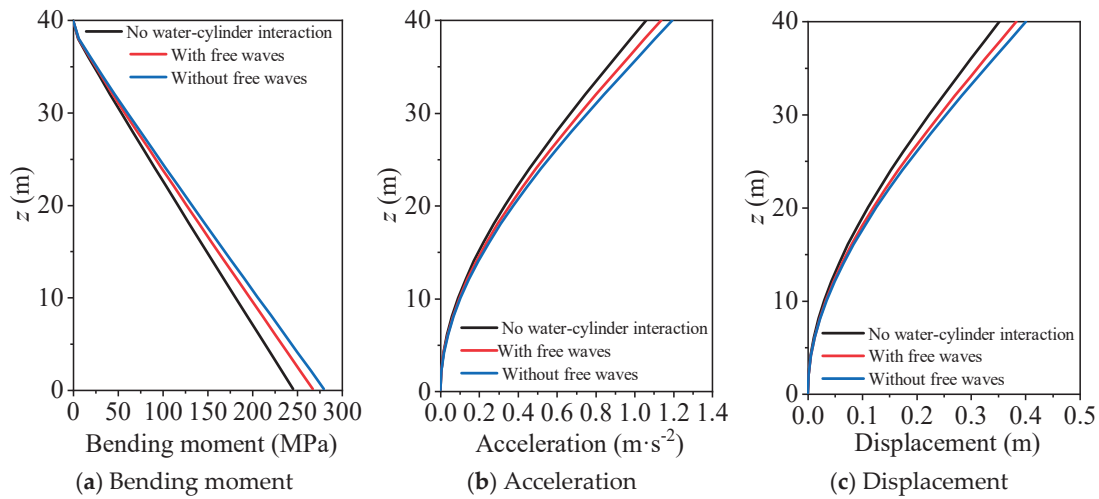 40
30
20
10
0
z (m)
No water-cylinder interaction
With free waves
Without free waves
0 50 100 150 200 250 300
Bending moment (MPa)
(a) Bending moment
40
30
20
10
0
z (m)
No water-cylinder interaction
With free waves
Without free waves
0.0 0.2 0.4 0.6 0.8 1.0 1.2 1.4
Acceleration (m·s-2)
(b) Acceleration
40
30
20
10
0
z (m)
No water-cylinder interaction
With free waves
Without free waves
0.0 0.1 0.2 0.3 0.4 0.5
Displacement (m)
(c) Displacement